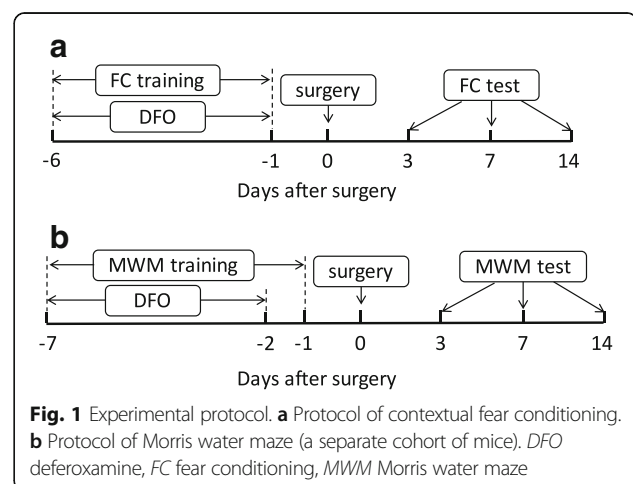 a
FC training
DFO
surgery
FC test
-6 -1 0 3 7 14
Days after surgery
b
MWM training
DFO
surgery
MWM test
-7 -2 -1 0 3 7 14
Days after surgery
Fig. 1 Experimental protocol. a Protocol of contextual fear conditioning.
b Protocol of Morris water maze (a separate cohort of mice). DFO
deferoxamine, FC fear conditioning, MWM Morris water maze